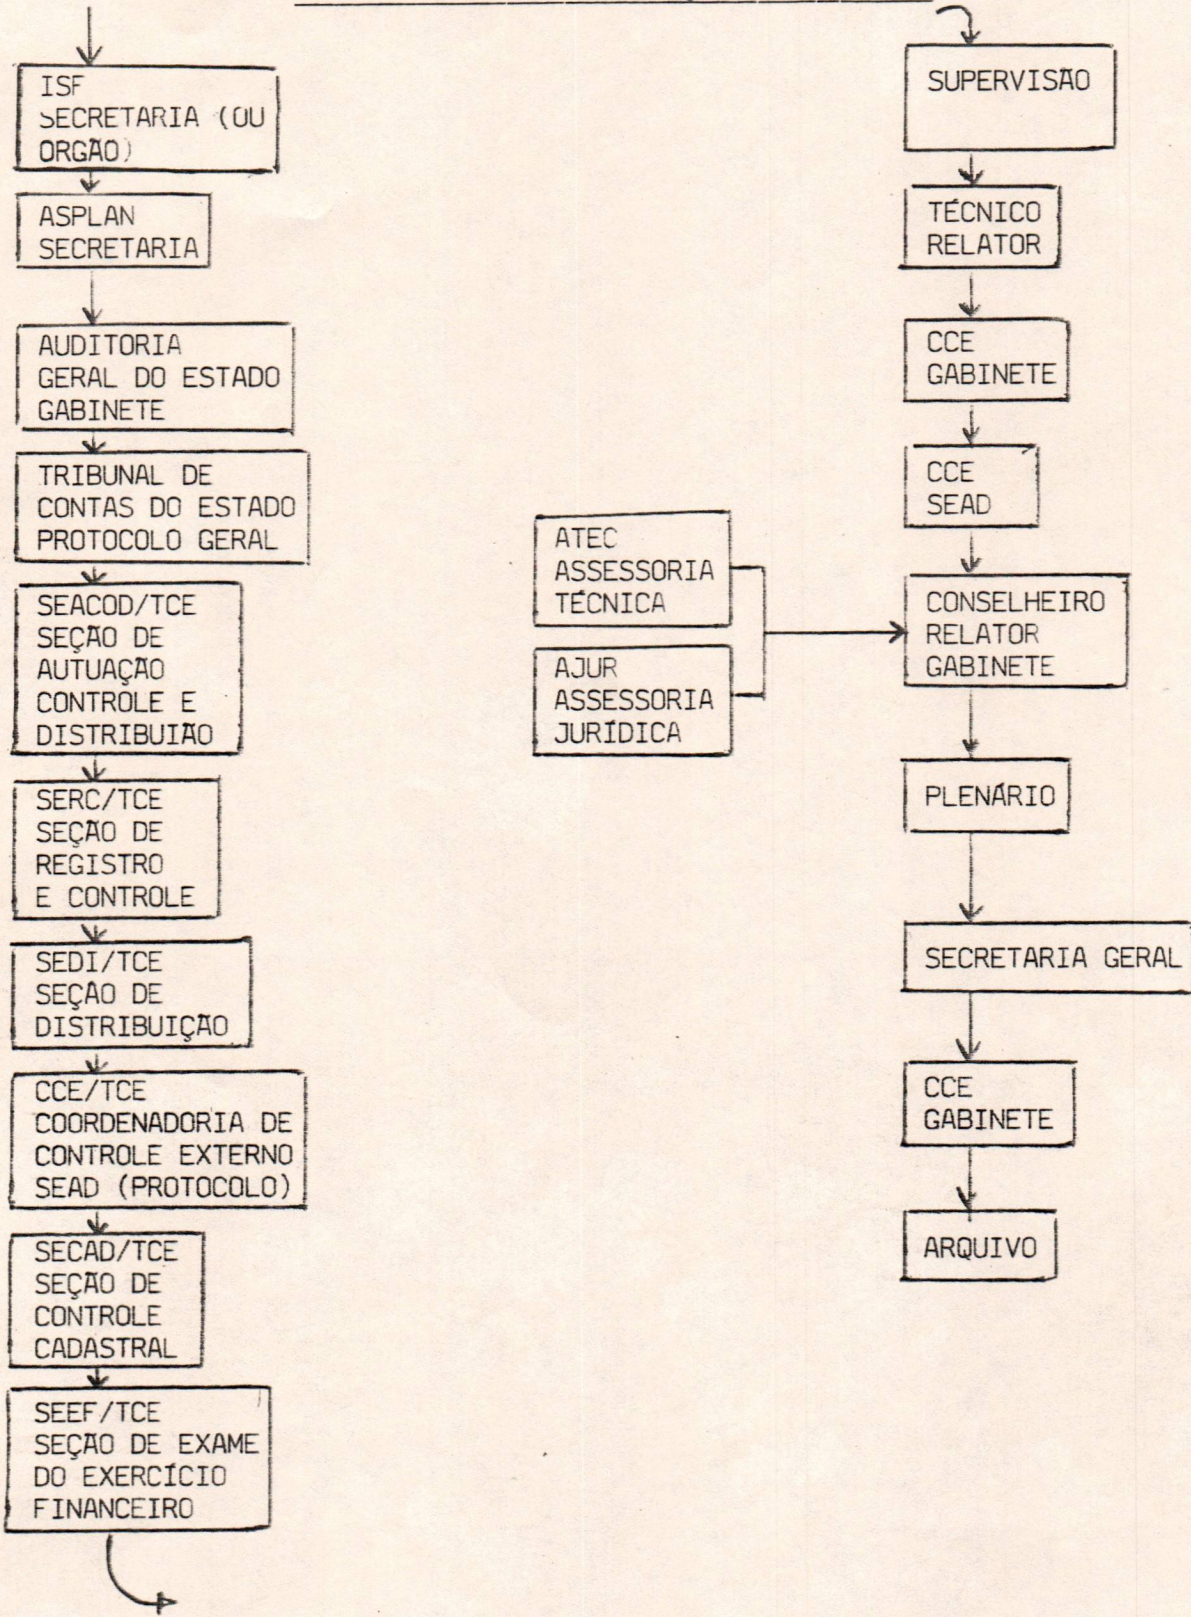 ISF
SECRETARIA (OU
ORGÃO)
ASPLAN
SECRETARIA
AUDITORIA
GERAL DO ESTADO
GABINETE
TRIBUNAL DE
CONTAS DO ESTADO
PROTOCOLO GERAL
SEACOD/TCE
SEÇÃO DE
AUTUAÇÃO
CONTROLE E
DISTRIBUIÃO
SERC/TCE
SEÇÃO DE
REGISTRO
E CONTROLE
SEDI/TCE
SEÇÃO DE
DISTRIBUIÇÃO
CCE/TCE
COORDENADORIA DE
CONTROLE EXTERNO
SEAD (PROTOCOLO)
SECAD/TCE
SEÇÃO DE
CONTROLE
CADASTRAL
SEEF/TCE
SEÇÃO DE EXAME
DO EXERCÍCIO
FINANCEIRO
ATEC
ASSESSORIA
TÉCNICA
AJUR
ASSESSORIA
JURÍDICA
SUPERVISÃO
TÉCNICO
RELATOR
CCE
GABINETE
CCE
SEAD
CONSELHEIRO
RELATOR
GABINETE
PLENÁRIO
SECRETARIA GERAL
CCE
GABINETE
ARQUIVO